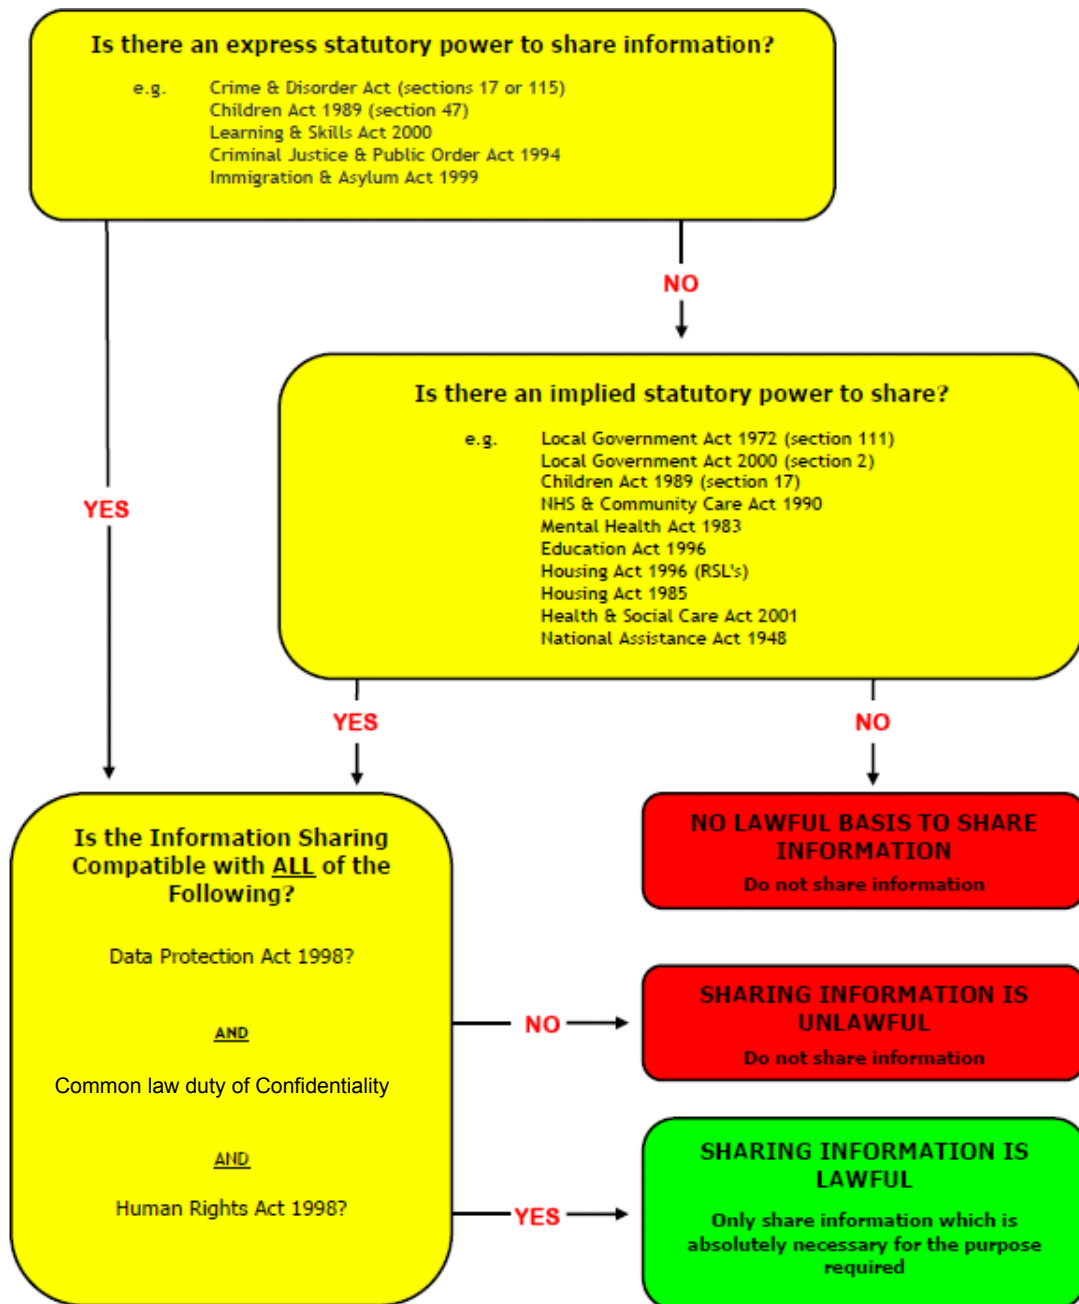 Is there an express statutory power to share information?
e.g. Crime & Disorder Act (sections 17 or 115)
Children Act 1989 (section 47)
Learning & Skills Act 2000
Criminal Justice & Public Order Act 1994
Immigration & Asylum Act 1999
NO
YES
Is there an implied statutory power to share?
e.g. Local Government Act 1972 (section 111)
Local Government Act 2000 (section 2)
Children Act 1989 (section 17)
NHS & Community Care Act 1990
Mental Health Act 1983
Education Act 1996
Housing Act 1996 (RSL's)
Housing Act 1985
Health & Social Care Act 2001
National Assistance Act 1948
YES
NO
Is the Information Sharing
Compatible with ALL of the
Following?
Data Protection Act 1998?
AND
Common law duty of Confidentiality
AND
Human Rights Act 1998?
NO LAWFUL BASIS TO SHARE
INFORMATION
Do not share information
NO
SHARING INFORMATION IS
UNLAWFUL
Do not share information
YES
SHARING INFORMATION IS
LAWFUL
Only share information which is
absolutely necessary for the purpose
required